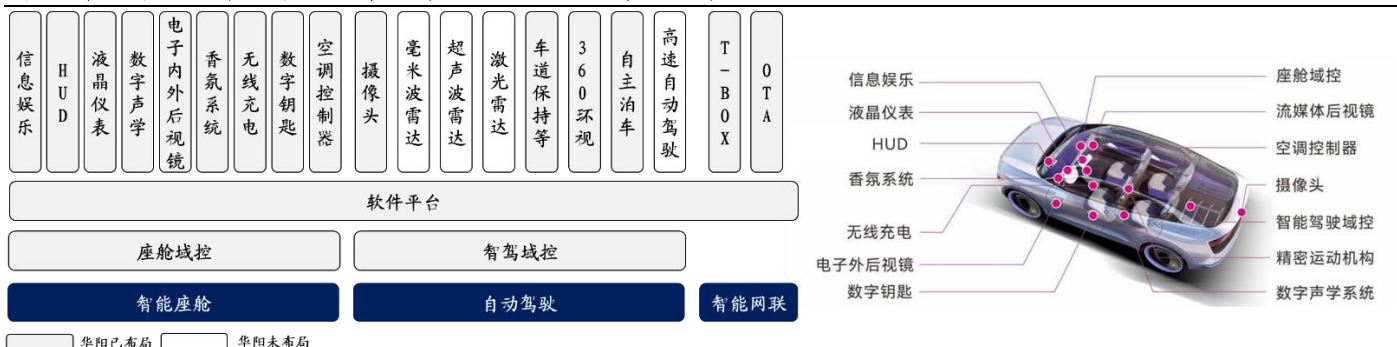 信息娱乐
HUD
液晶仪表
数字声学
电子内外后视镜
香氛系统
无线充电
数字钥匙
空调控制器
摄像头
毫米波雷达
超声波雷达
激光雷达
车道保持等
360环视
自主泊车
高速自动驾驶
T-BOX
OTA
软件平台
座舱域控
智驾域控
智能座舱
自动驾驶
智能网联
华阳已布局
华阳未布局
信息娱乐
液晶仪表
HUD
香氛系统
无线充电
电子外后视镜
数字钥匙
座舱域控
流媒体后视镜
空调控制器
摄像头
智能驾驶域控
精密运动机构
数字声学系统